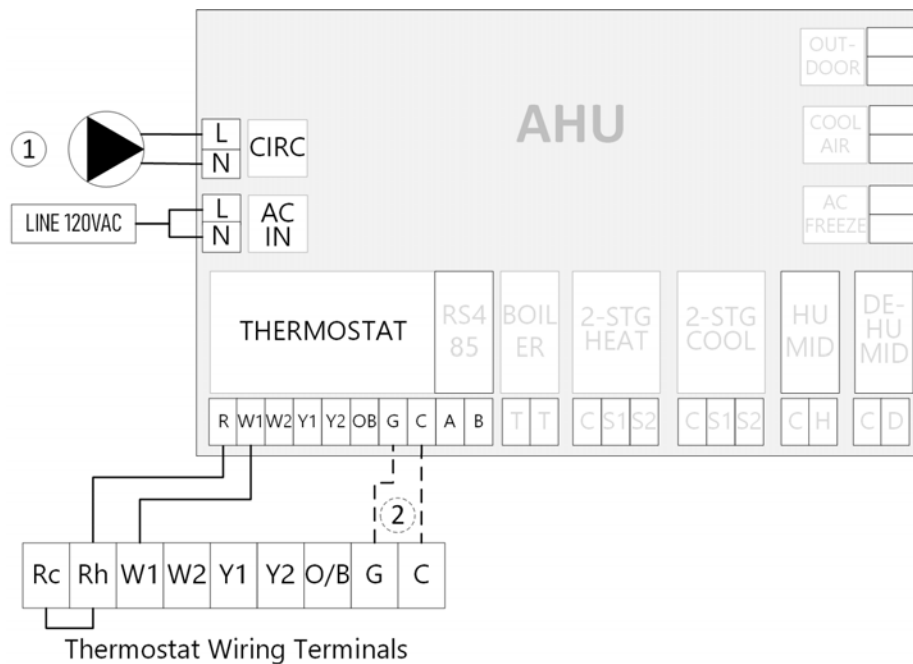 OUT-
DOOR
AHU
1
L
N
CIRC
COOL
AIR
LINE 120VAC
L
N
AC
IN
AC
FREEZE
THERMOSTAT
RS4
85
BOIL
ER
2-STG
HEAT
2-STG
COOL
HU
MID
DE-
HU
MID
R W1 W2 Y1 Y2 OB G C A B T T C S1 S2 C S1 S2 C H C D
2
Rc Rh W1 W2 Y1 Y2 O/B G C
Thermostat Wiring Terminals